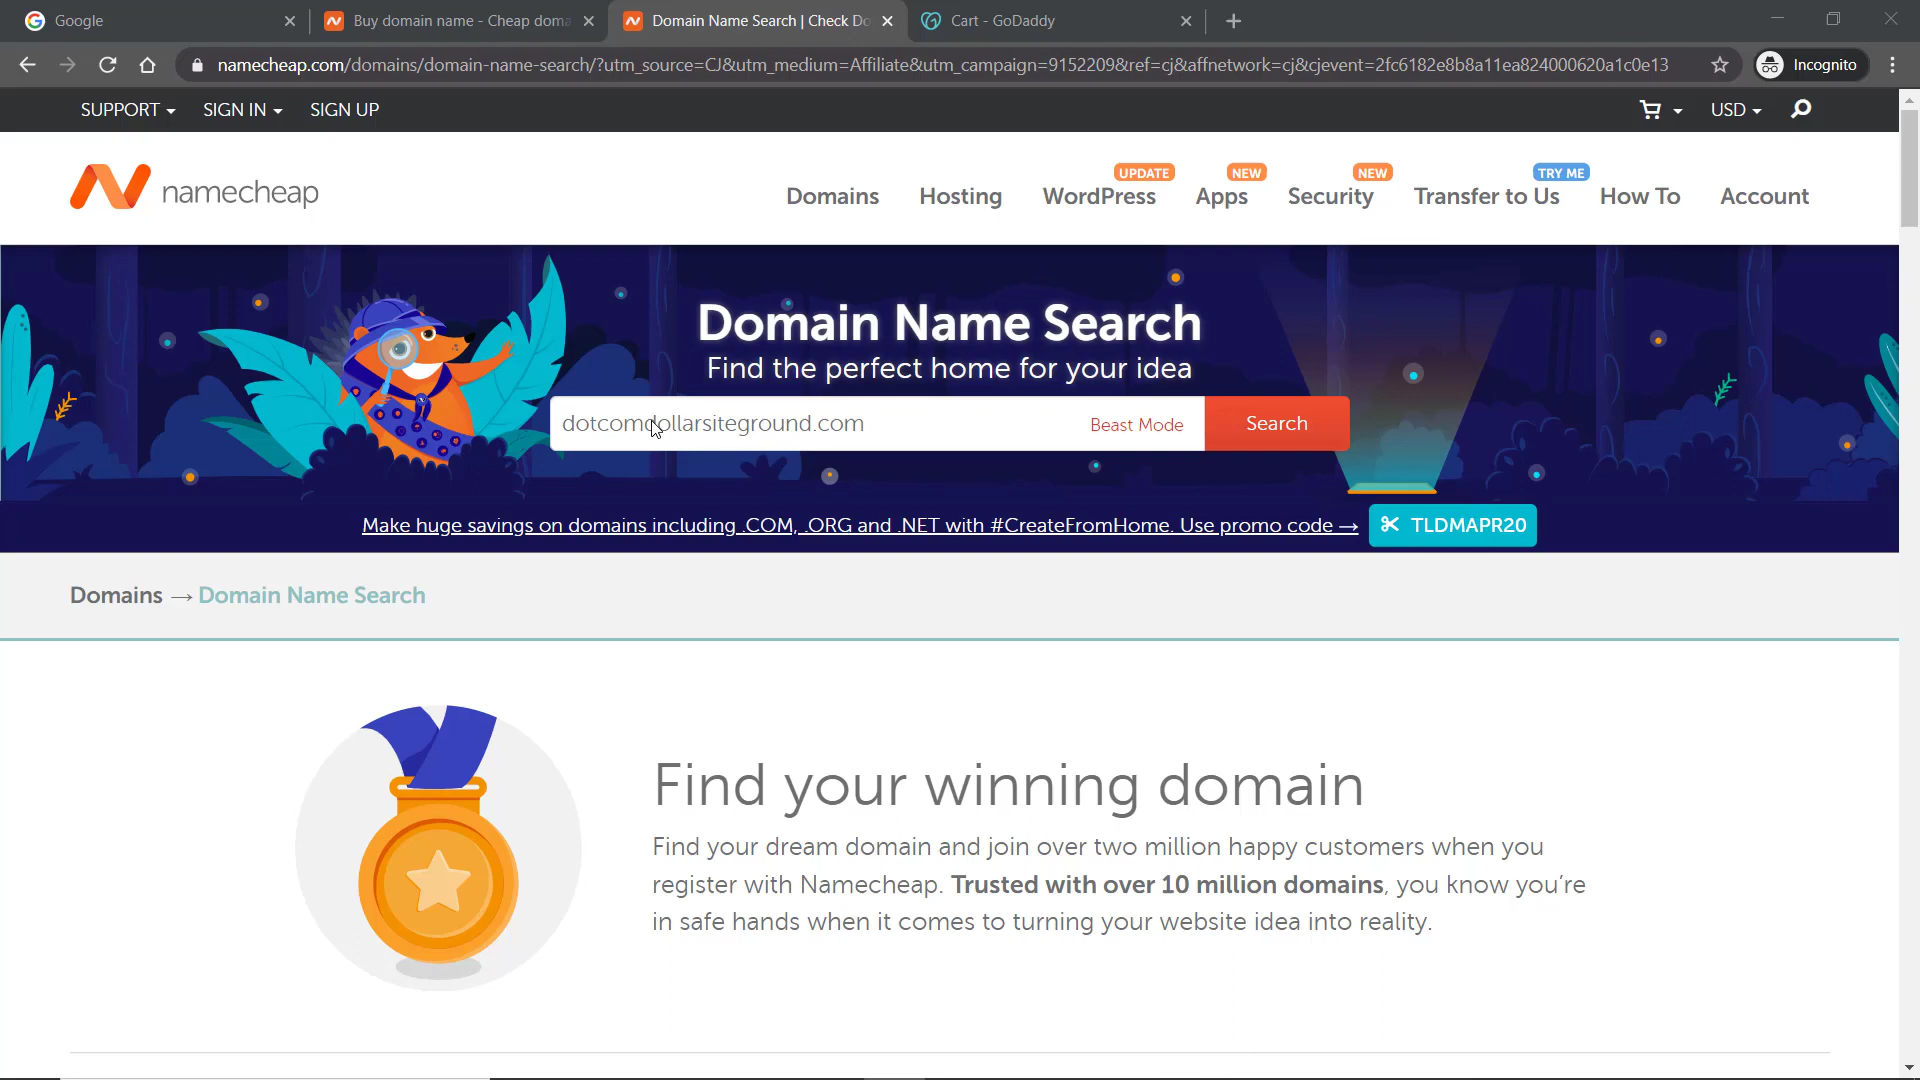 Google
Buy domain name - Cheap doma
Domain Name Search | Check Do
Cart - GoDaddy
namecheap.com/domains/domain-name-search/?utm_source=CJ&utm_medium=Affiliate&utm_campaign=9152209&ref=cj&affnetwork=cj&cjevent=2fc6182e8b8a11ea824000620a1c0e13
Incognito
SUPPORT
SIGN IN
SIGN UP
USD
namecheap
Domains
Hosting
UPDATE
WordPress
NEW
Apps
NEW
Security
TRY ME
Transfer to Us
How To
Account
Domain Name Search
Find the perfect home for your idea
dotcomdollarsiteground.com
Beast Mode
Search
Make huge savings on domains including .COM, .ORG and .NET with #CreateFromHome. Use promo code →
TLDMAPR20
Domains → Domain Name Search
Find your winning domain
Find your dream domain and join over two million happy customers when you
register with Namecheap. Trusted with over 10 million domains, you know you're
in safe hands when it comes to turning your website idea into reality.